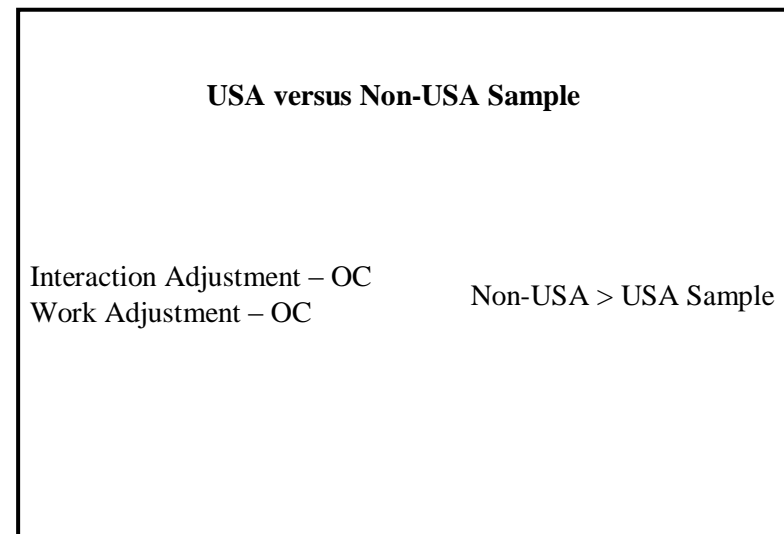 USA versus Non-USA Sample
Interaction Adjustment – OC
Work Adjustment – OC
Non-USA > USA Sample